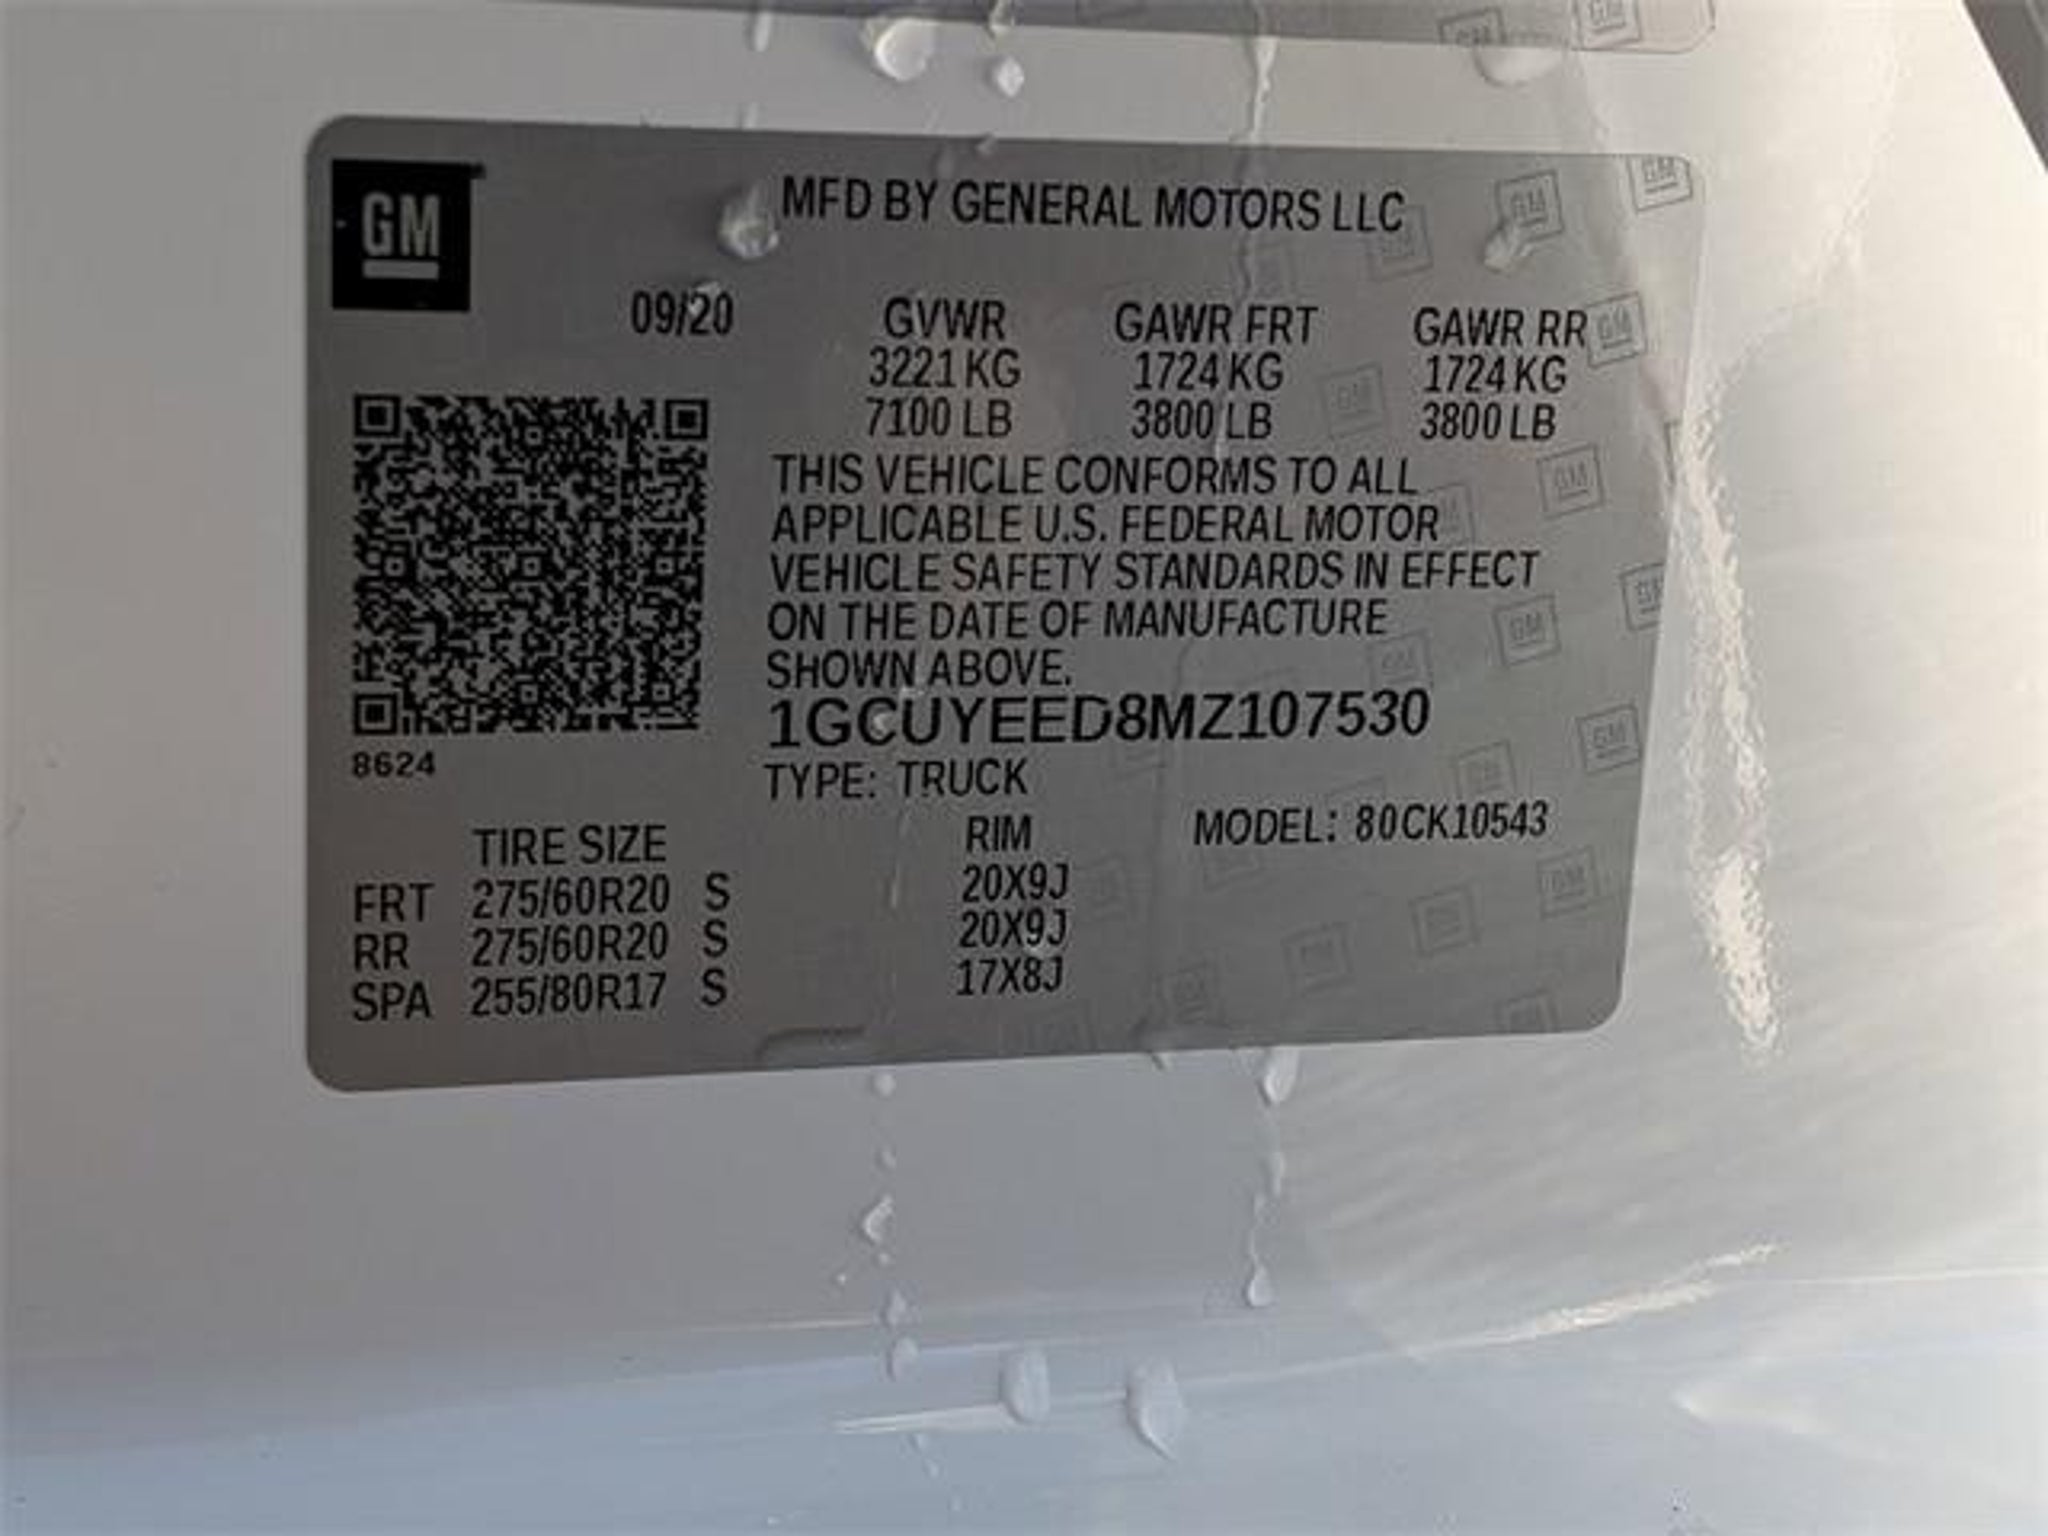 GM
MFD BY GENERAL MOTORS LLC
09/20
GVWR GAWR FRT GAWR RR
3221 KG 1724 KG 1724 KG
7100 LB 3800 LB 3800 LB
THIS VEHICLE CONFORMS TO ALL
APPLICABLE U.S. FEDERAL MOTOR
VEHICLE SAFETY STANDARDS IN EFFECT
ON THE DATE OF MANUFACTURE
SHOWN ABOVE.
1GCUYEED8MZ107530
8624
TYPE: TRUCK
TIRE SIZE RIM MODEL: 80CK10543
FRT 275/60R20 S 20X9J
RR 275/60R20 S 20X9J
SPA 255/80R17 S 17X8J